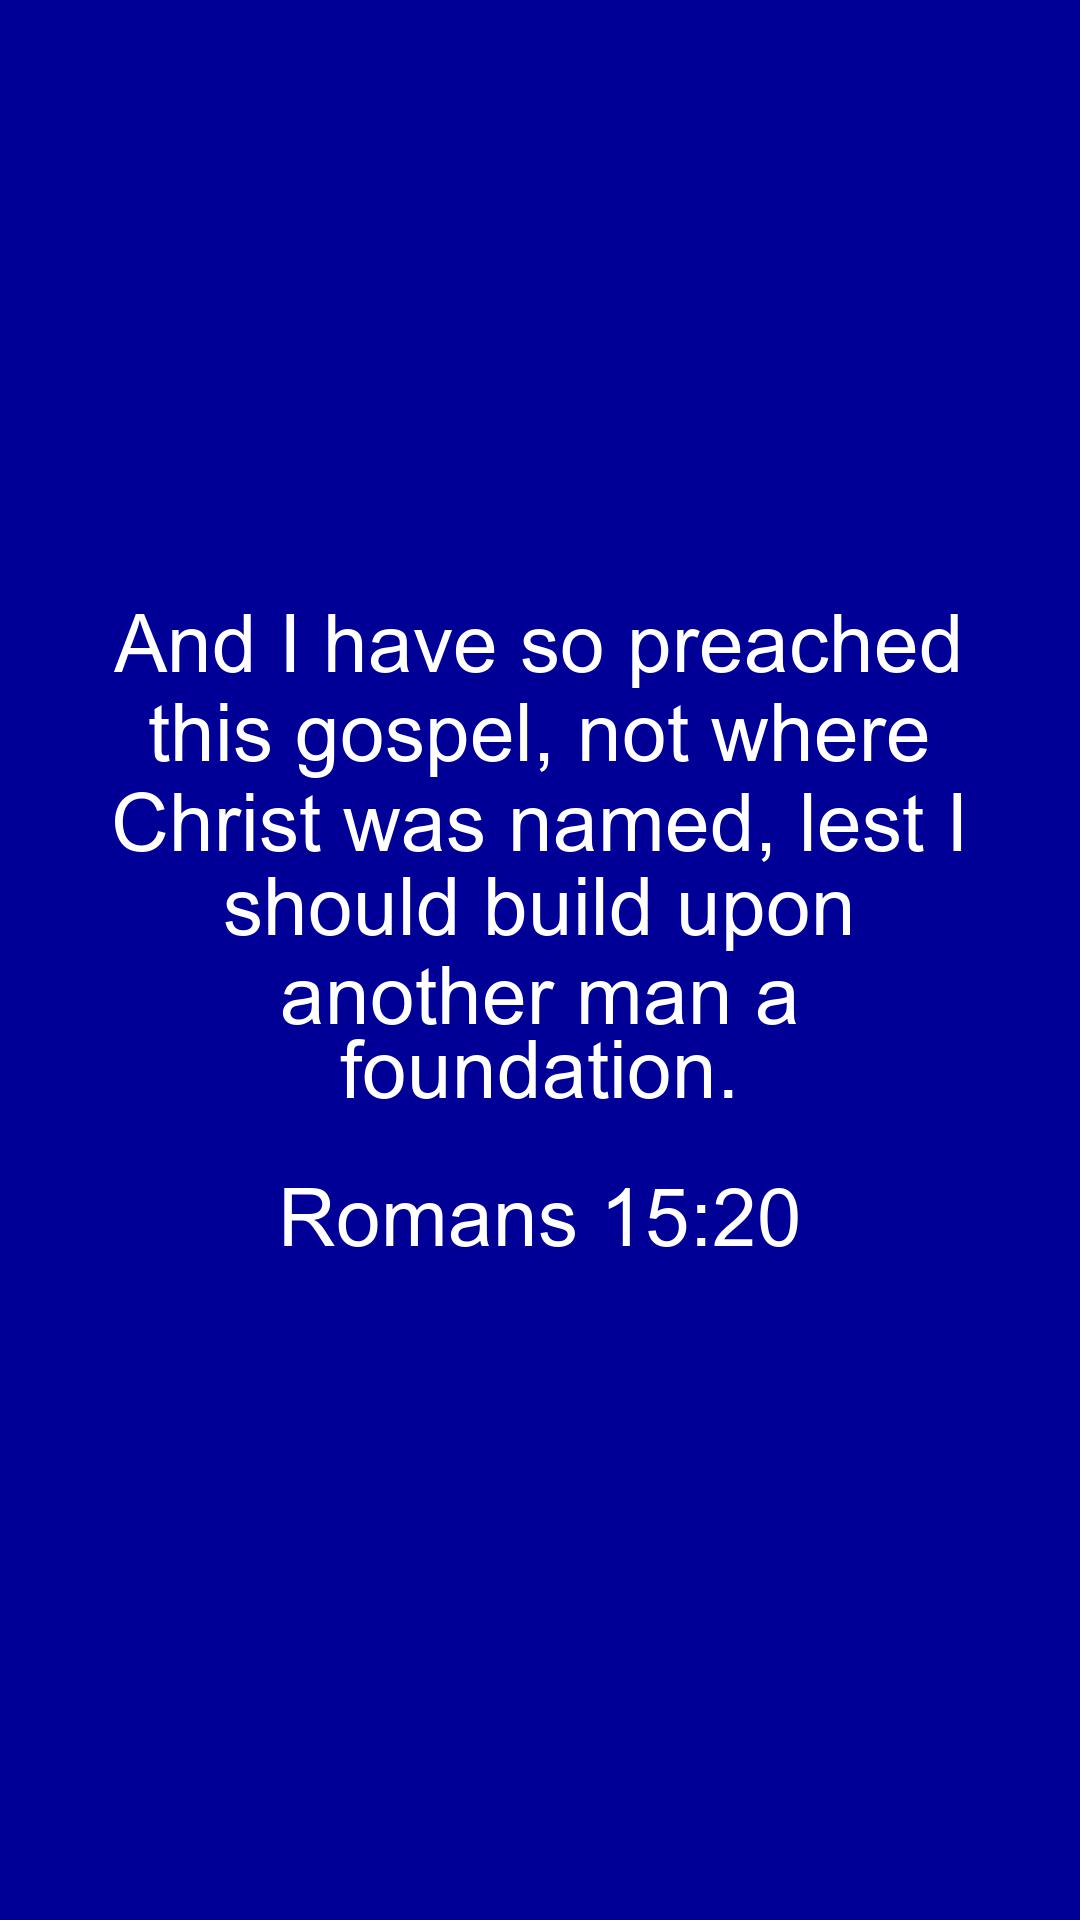 And I have so preached
this gospel, not where
Christ was named, lest I
should build upon
another man a
foundation.
Romans 15:20